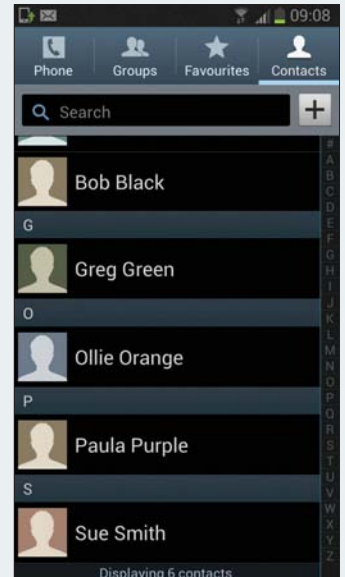 09:08
Phone Groups Favourites Contacts
Search
Bob Black
G
Greg Green
O
Ollie Orange
P
Paula Purple
S
Sue Smith
Displaying 6 contacts
#
A
B
C
D
E
F
G
H
I
J
K
L
M
N
O
P
Q
R
S
T
U
V
W
X
Y
Z